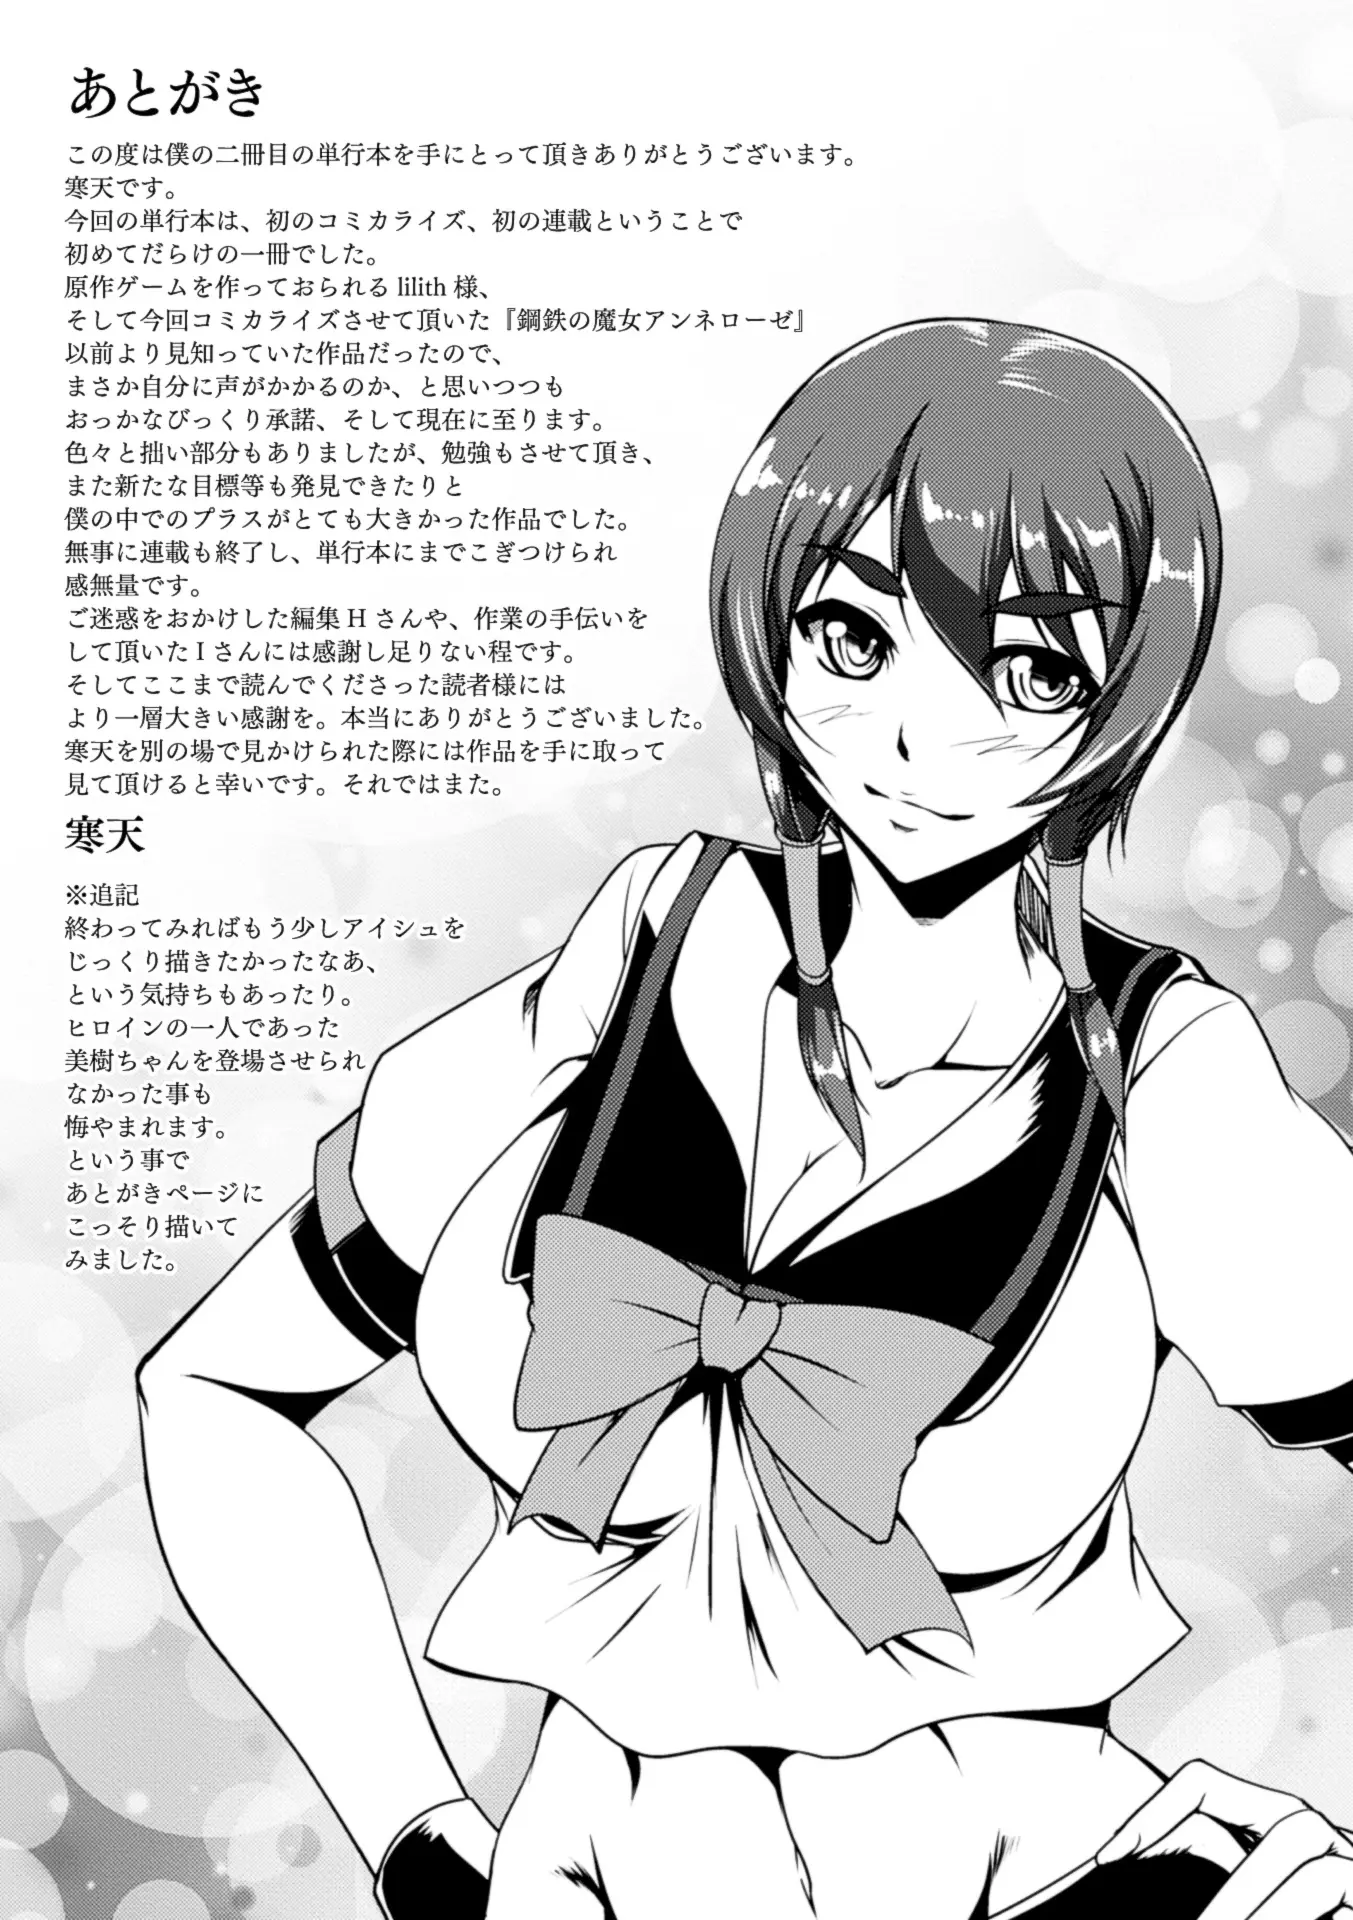 あとがき
この度は僕の二冊目の単行本を手にとって頂きありがとうございます。
寒天です。
今回の単行本は、初のコミカライズ、初の連載ということで
初めてだらけの一冊でした。
原作ゲームを作っておられる lilith 様、
そして今回コミカライズさせて頂いた『鋼鉄の魔女アンネローゼ』
以前より見知っていた作品だったので、
まさか自分に声がかかるのか、と思いつつも
おっかなびっくり承諾、そして現在に至ります。
色々と拙い部分もありましたが、勉強もさせて頂き、
また新たな目標等も発見できたりと
僕の中でのプラスがとても大きかった作品でした。
無事に連載も終了し、単行本にまでこぎつけられ
感無量です。
ご迷惑をおかけした編集 H さんや、作業の手伝いを
して頂いた I さんには感謝し足りない程です。
そしてここまで読んでくださった読者様には
より一層大きい感謝を。本当にありがとうございました。
寒天を別の場で見かけられた際には作品を手に取って
見て頂けると幸いです。それではまた。
寒天
※追記
終わってみればもう少しアイシュを
じっくり描きたかったなあ、
という気持ちもあったり。
ヒロインの一人であった
美樹ちゃんを登場させられ
なかった事も
悔やまれます。
という事で
あとがきページに
こっそり描いて
みました。